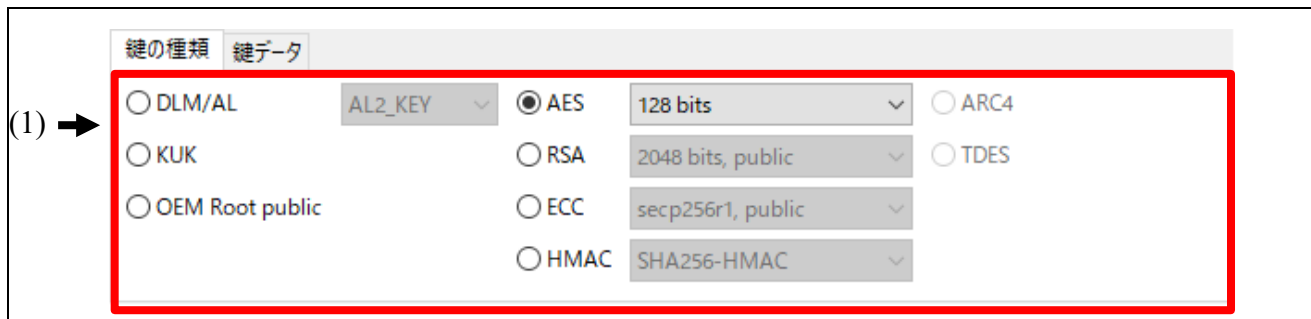 鍵の種類 鍵データ
(1)
DLM/AL AL2_KEY AES 128 bits ARC4
KUK RSA 2048 bits, public TDES
OEM Root public ECC secp256r1, public
HMAC SHA256-HMAC